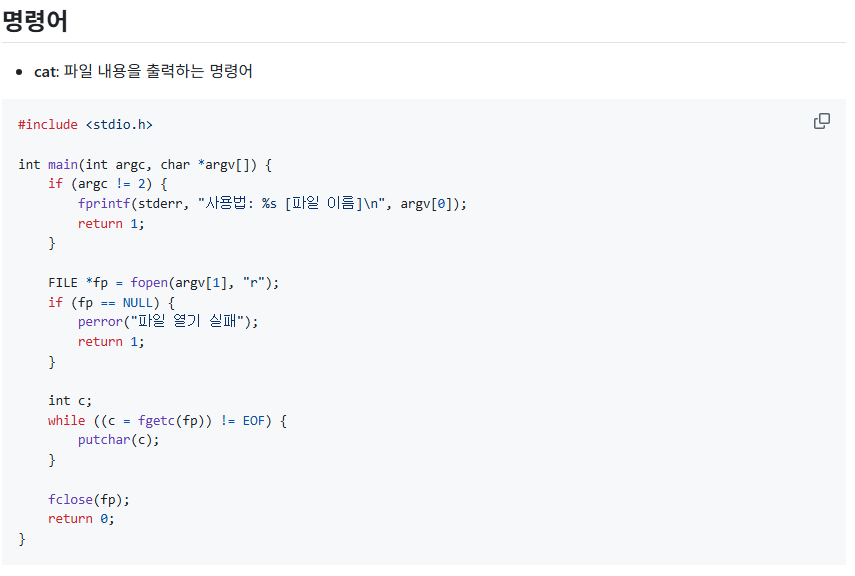 명령어
cat: 파일 내용을 출력하는 명령어
#include <stdio.h>
int main(int argc, char *argv[]) {
    if (argc != 2) {
        fprintf(stderr, "사용법: %s [파일 이름]\n", argv[0]);
        return 1;
    }
    FILE *fp = fopen(argv[1], "r");
    if (fp == NULL) {
        perror("파일 열기 실패");
        return 1;
    }
    int c;
    while ((c = fgetc(fp)) != EOF) {
        putchar(c);
    }
    fclose(fp);
    return 0;
}